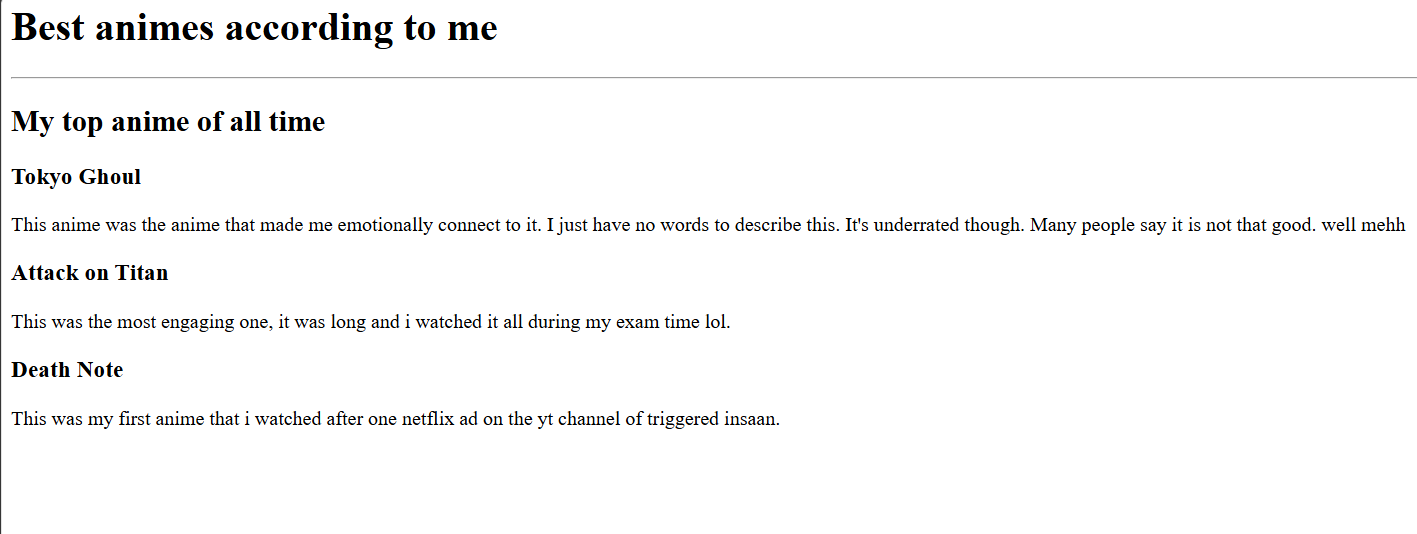 Best animes according to me
My top anime of all time
Tokyo Ghoul
This anime was the anime that made me emotionally connect to it. I just have no words to describe this. It's underrated though. Many people say it is not that good. well mehh
Attack on Titan
This was the most engaging one, it was long and i watched it all during my exam time lol.
Death Note
This was my first anime that i watched after one netflix ad on the yt channel of triggered insaan.